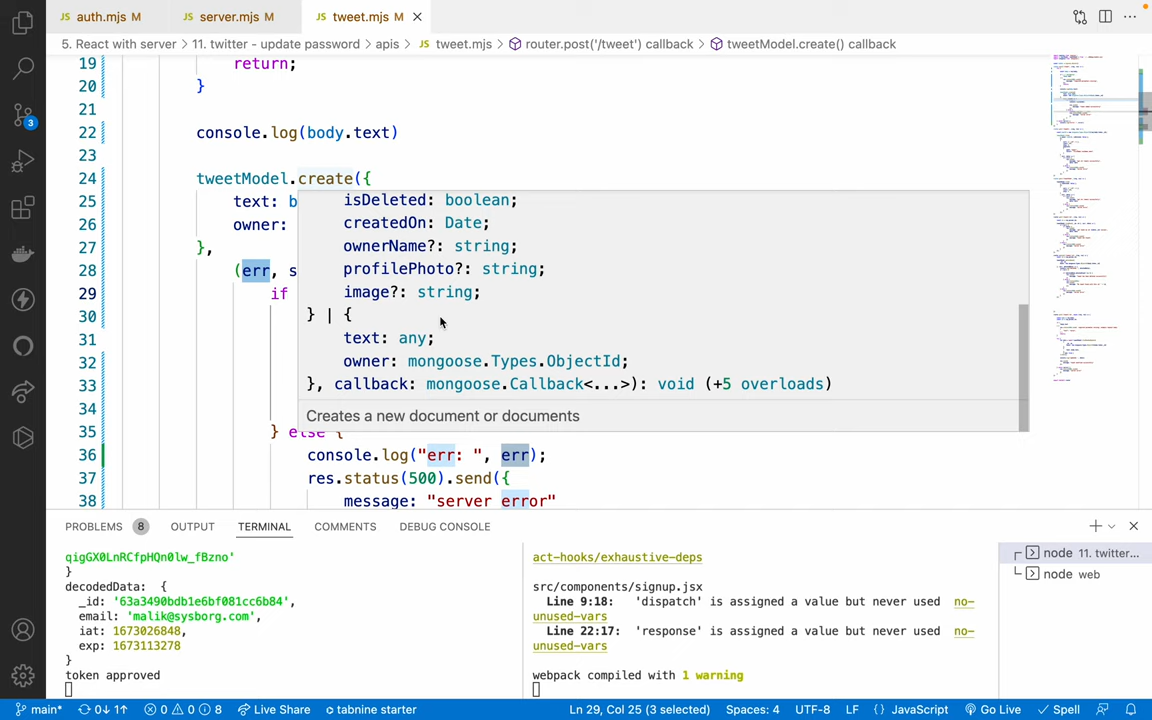 JS auth.mjs M
JS server.mjs M
JS tweet.mjs M
5. React with server > 11. twitter - update password > apis > JS tweet.mjs > router.post('/tweet') callback > tweetModel.create() callback
19 return;
20 }
21
22 console.log(body.text)
23
24 tweetModel.create({
25 text: b
26 owner:
27 },
28 (err, s
29 if
30
31
32
33
34
35 } else {
36 console.log("err: ", err);
37 res.status(500).send({
38 message: "server error"
isDeleted: boolean;
createdOn: Date;
ownerName?: string;
profilePhoto?: string;
image?: string;
} | {
text: any;
owner: mongoose.Types.ObjectId;
}, callback: mongoose.Callback<...>): void (+5 overloads)
Creates a new document or documents
3
PROBLEMS 8 OUTPUT TERMINAL COMMENTS DEBUG CONSOLE
qigGX0LnRCfpHQn0lw_fBzno'
}
decodedData: {
_id: '63a3490bdb1e6bf081cc6b84',
email: 'malik@sysborg.com',
iat: 1673026848,
exp: 1673113278
}
token approved
act-hooks/exhaustive-deps
src/components/signup.jsx
Line 9:18: 'dispatch' is assigned a value but never used no-
unused-vars
Line 22:17: 'response' is assigned a value but never used no-
unused-vars
webpack compiled with 1 warning
node 11. twitter...
node web
main* 0↓ 1↑ 0 0 8 Live Share tabnine starter Ln 29, Col 25 (3 selected) Spaces: 4 UTF-8 LF {} JavaScript Go Live Spell